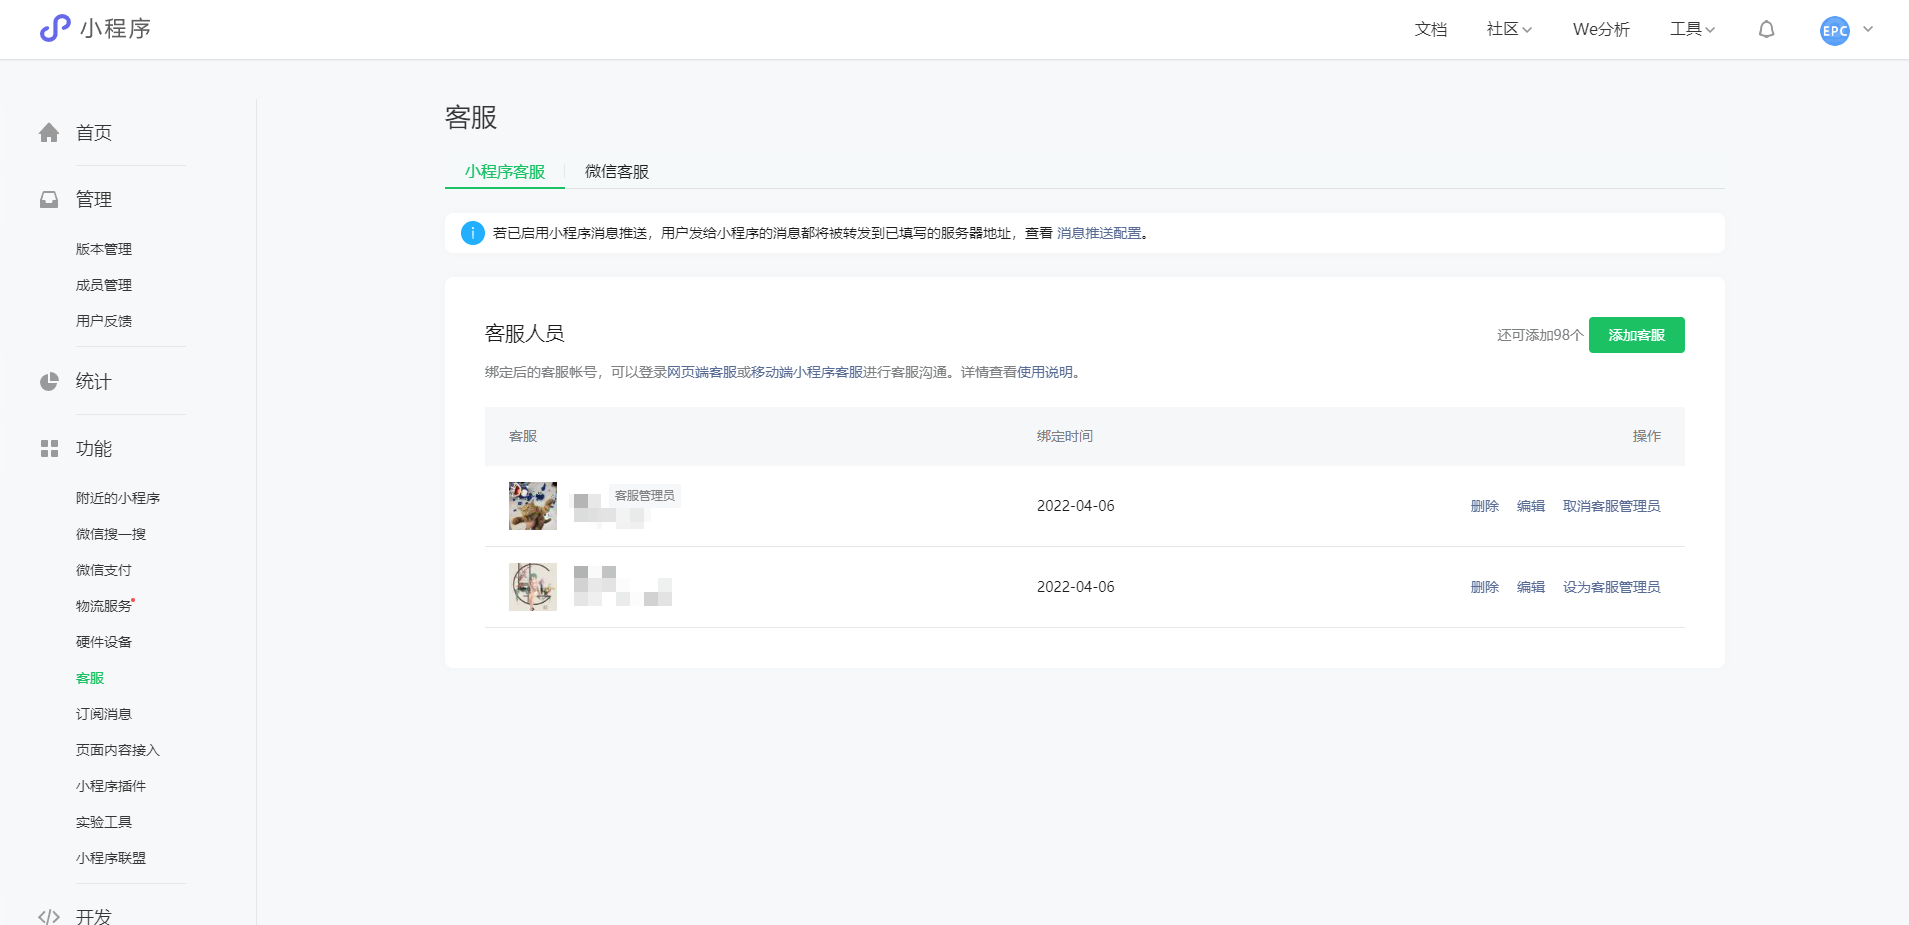 小程序
文档 社区 We分析 工具 EPC
首页
管理
版本管理
成员管理
用户反馈
统计
功能
附近的小程序
微信搜一搜
微信支付
物流服务
硬件设备
客服
订阅消息
页面内容接入
小程序插件
实验工具
小程序联盟
开发
客服
小程序客服 微信客服
若已启用小程序消息推送，用户发给小程序的消息都将被转发到已填写的服务器地址，查看 消息推送配置。
客服人员
还可添加98个 添加客服
绑定后的客服帐号，可以登录网页端客服或移动端小程序客服进行客服沟通。详情查看使用说明。
客服 绑定时间 操作
客服管理员 2022-04-06 删除 编辑 取消客服管理员
2022-04-06 删除 编辑 设为客服管理员